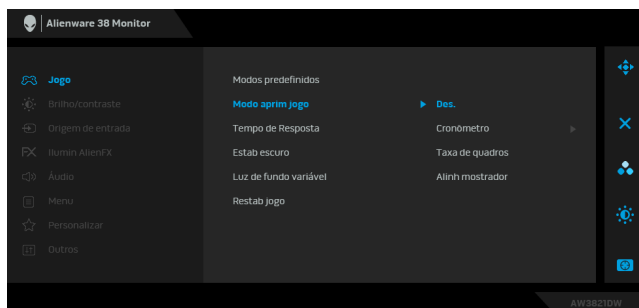 Alienware 38 Monitor
Jogo
Brilho/contraste
Origem de entrada
Ilumin AlienFX
Áudio
Menu
Personalizar
Outros
Modos predefinidos
Modo aprim jogo
Tempo de Resposta
Estab escuro
Luz de fundo variável
Restab jogo
Des.
Cronômetro
Taxa de quadros
Alinh mostrador
AW3821DW